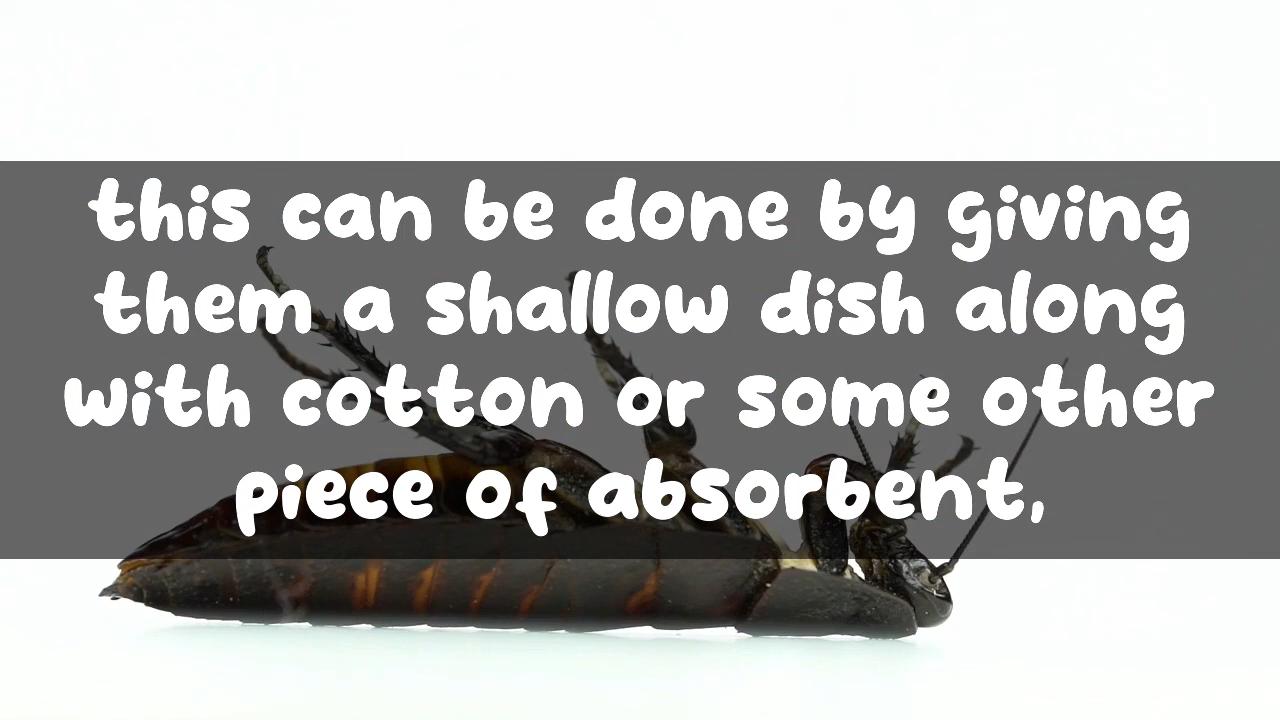 this can be done by giving
them a shallow dish along
with cotton or some other
piece of absorbent,